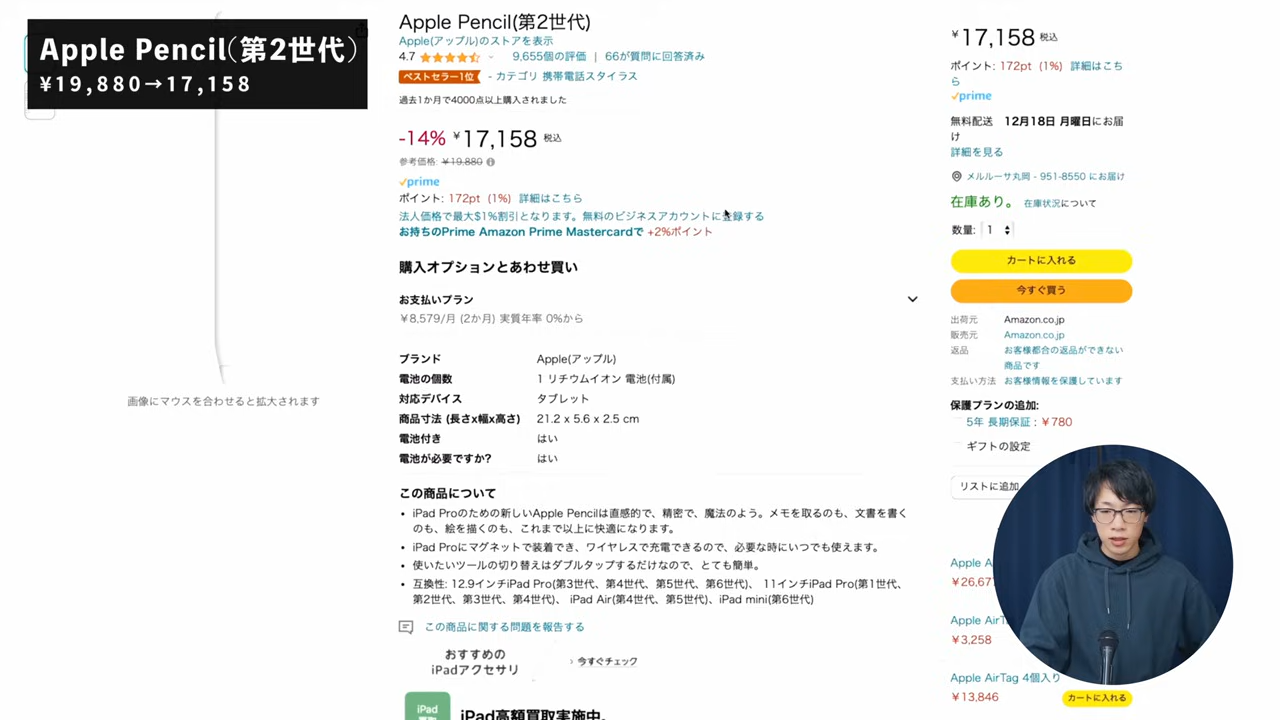 Apple Pencil（第2世代）
¥19,880→17,158
画像にマウスを合わせると拡大されます
Apple Pencil(第2世代)
Apple(アップル)のストアを表示
4.7
9,655個の評価 | 66が質問に回答済み
ベストセラー1位 - カテゴリ 携帯電話スタイラス
過去1か月で4000点以上購入されました
-14% ¥17,158 税込
参考価格: ¥19,880
prime
ポイント: 172pt (1%) 詳細はこちら
法人価格で最大$1%割引となります。無料のビジネスアカウントに登録する
お持ちのPrime Amazon Prime Mastercardで +2%ポイント
購入オプションとあわせ買い
お支払いプラン
¥8,579/月 (2か月) 実質年率 0%から
ブランド Apple(アップル)
電池の個数 1 リチウムイオン 電池(付属)
対応デバイス タブレット
商品寸法 (長さx幅x高さ) 21.2 x 5.6 x 2.5 cm
電池付き はい
電池が必要ですか? はい
この商品について
• iPad Proのための新しいApple Pencilは直感的で、精密で、魔法のよう。メモを取るのも、文書を書く
のも、絵を描くのも、これまで以上に快適になります。
• iPad Proにマグネットで装着でき、ワイヤレスで充電できるので、必要な時にいつでも使えます。
• 使いたいツールの切り替えはダブルタップするだけなので、とても簡単。
• 互換性: 12.9インチiPad Pro(第3世代、第4世代、第5世代、第6世代)、 11インチiPad Pro(第1世代、
第2世代、第3世代、第4世代)、 iPad Air(第4世代、第5世代)、iPad mini(第6世代)
この商品に関する問題を報告する
おすすめの
iPadアクセサリ
› 今すぐチェック
iPad
買取
iPad高額買取実施中。
¥17,158 税込
ポイント: 172pt (1%) 詳細はこち
ら
prime
無料配送 12月18日 月曜日にお届
け
詳細を見る
メルルーサ丸岡 - 951-8550 にお届け
在庫あり。 在庫状況について
数量: 1
カートに入れる
今すぐ買う
出荷元 Amazon.co.jp
販売元 Amazon.co.jp
返品 お客様都合の返品ができない
商品です
支払い方法 お客様情報を保護しています
保護プランの追加:
5年 長期保証：¥780
ギフトの設定
リストに追加
Apple
¥26,67
Apple AirT
¥3,258
Apple AirTag 4個入り
¥13,846
カートに入れる